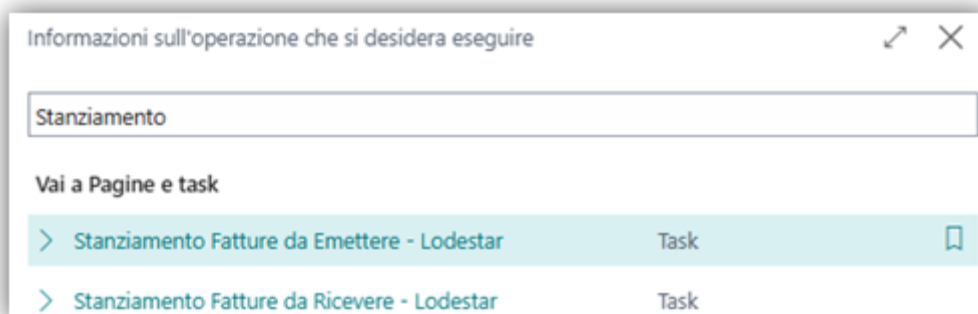 Informazioni sull'operazione che si desidera eseguire
Stanziamento
Vai a Pagine e task
Stanziamento Fatture da Emettere - Lodestar Task
Stanziamento Fatture da Ricevere - Lodestar Task